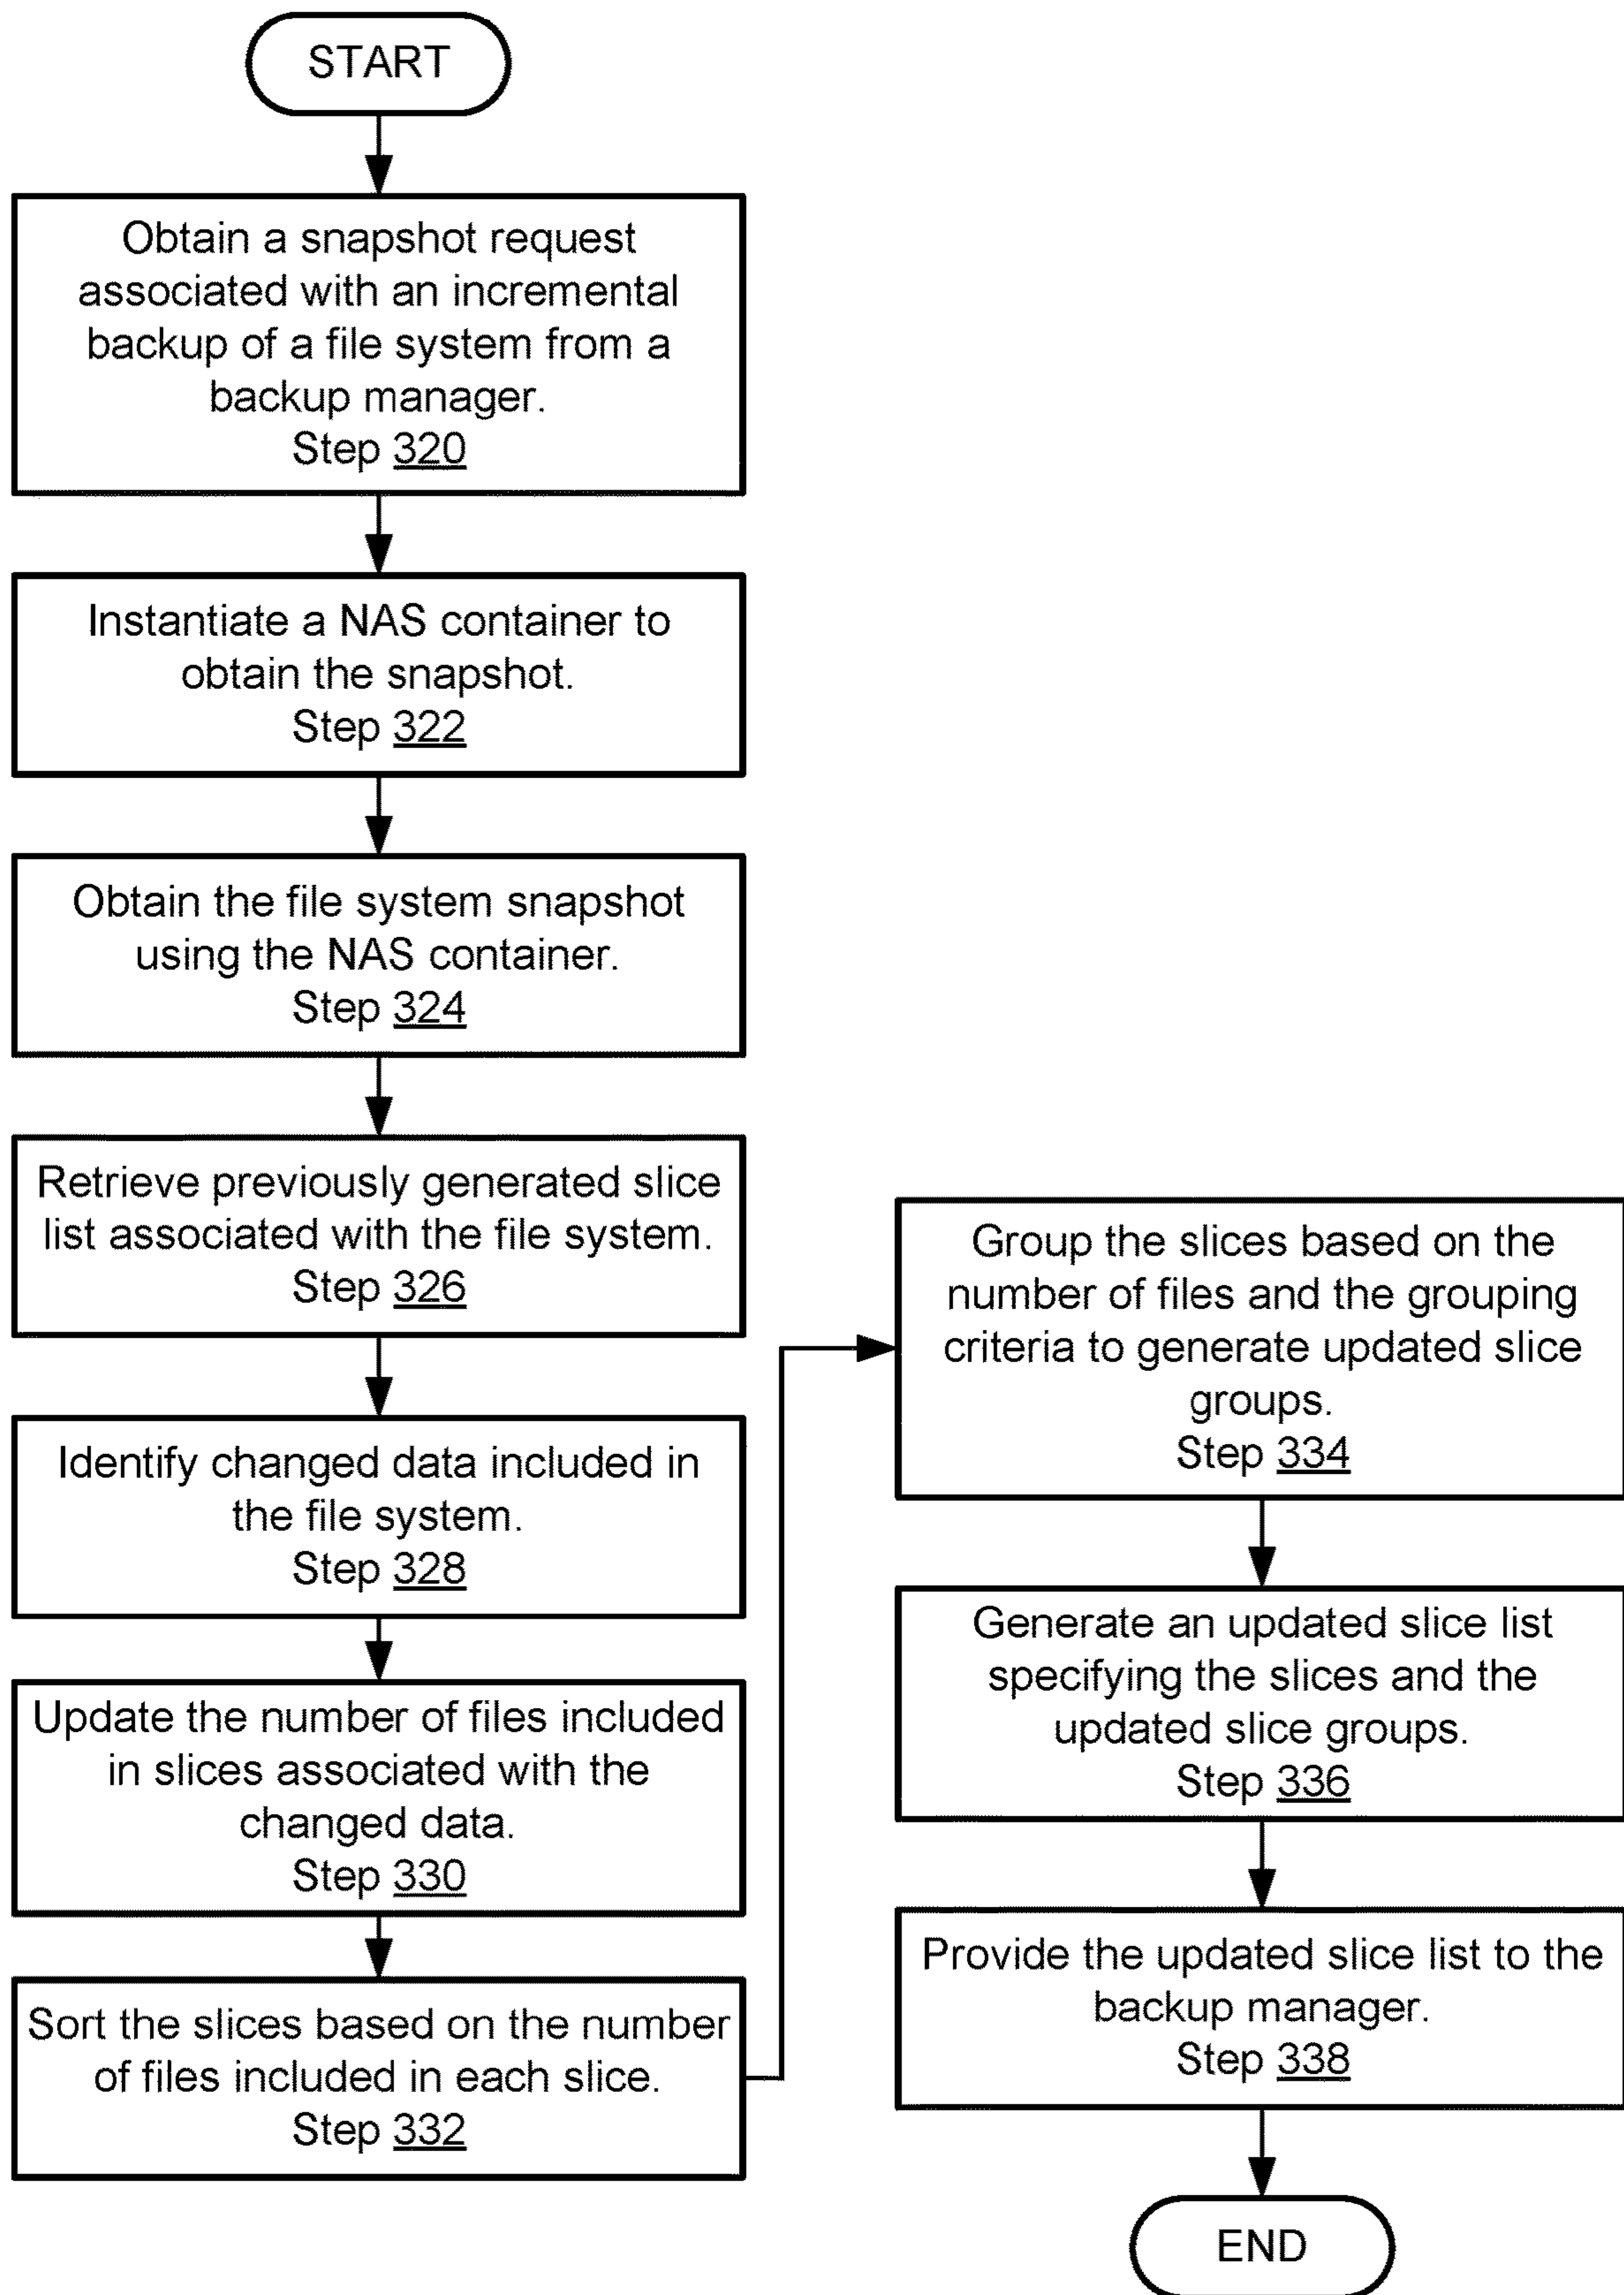 START
Obtain a snapshot request
associated with an incremental
backup of a file system from a
backup manager.
Step 320
Instantiate a NAS container to
obtain the snapshot.
Step 322
Obtain the file system snapshot
using the NAS container.
Step 324
Retrieve previously generated slice
list associated with the file system.
Step 326
Identify changed data included in
the file system.
Step 328
Update the number of files included
in slices associated with the
changed data.
Step 330
Sort the slices based on the number
of files included in each slice.
Step 332
Group the slices based on the
number of files and the grouping
criteria to generate updated slice
groups.
Step 334
Generate an updated slice list
specifying the slices and the
updated slice groups.
Step 336
Provide the updated slice list to the
backup manager.
Step 338
END